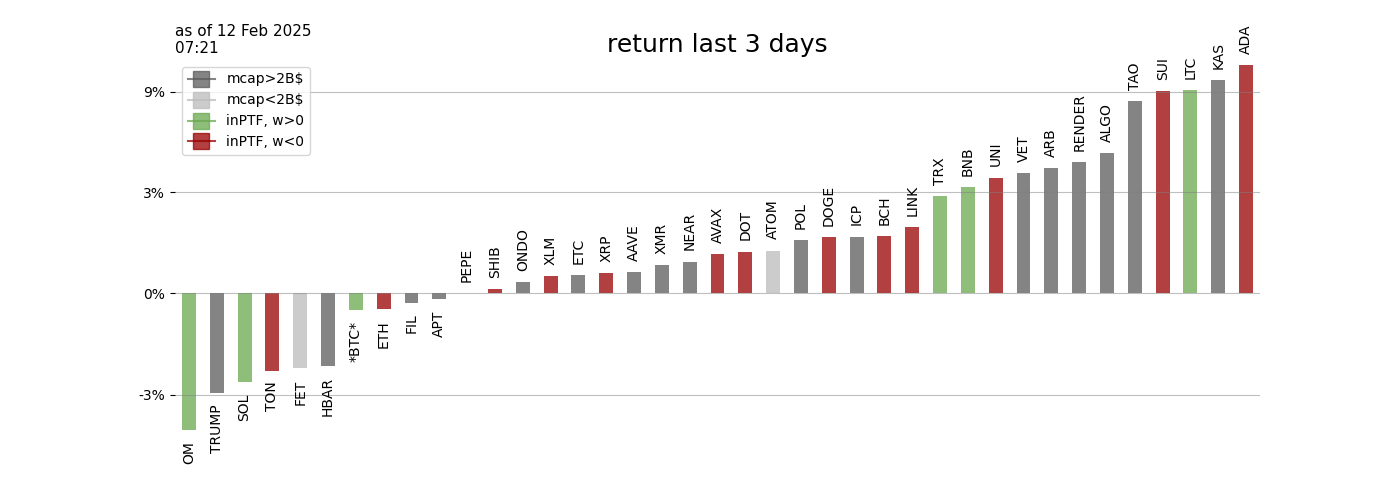 as of 12 Feb 2025
07:21
return last 3 days
mcap>2B$
mcap<2B$
inPTF, w>0
inPTF, w<0
9%
3%
0%
-3%
OM
TRUMP
SOL
TON
FET
HBAR
*BTC*
ETH
FIL
APT
PEPE
SHIB
ONDO
XLM
ETC
XRP
AAVE
XMR
NEAR
AVAX
DOT
ATOM
POL
DOGE
ICP
BCH
LINK
TRX
BNB
UNI
VET
ARB
RENDER
ALGO
TAO
SUI
LTC
KAS
ADA